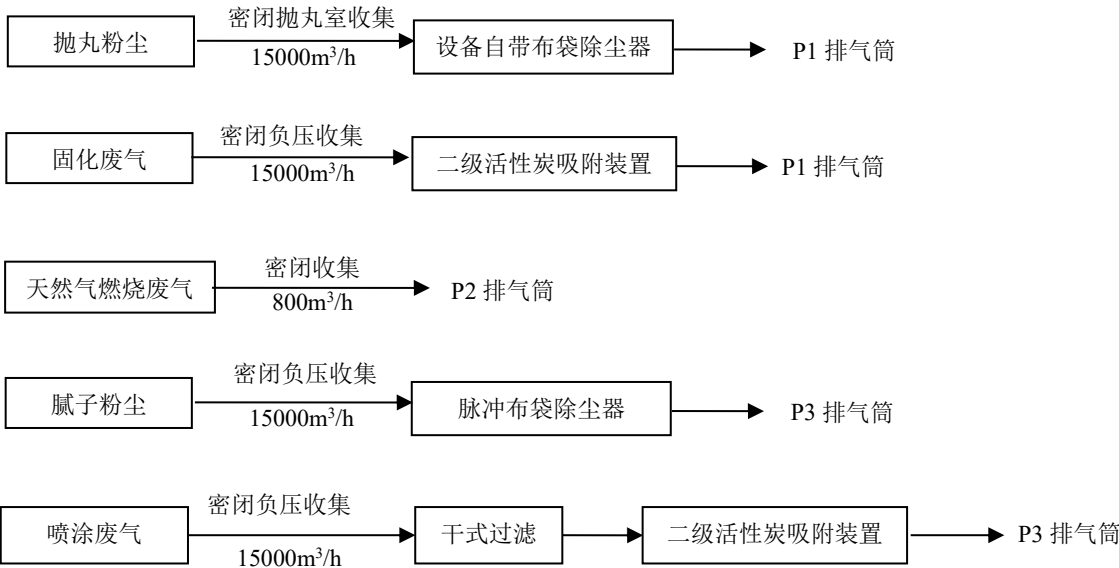 密闭抛丸室收集
抛丸粉尘
15000m³/h
设备自带布袋除尘器
P1 排气筒
密闭负压收集
固化废气
15000m³/h
二级活性炭吸附装置
P1 排气筒
密闭收集
天然气燃烧废气
800m³/h
P2 排气筒
密闭负压收集
腻子粉尘
15000m³/h
脉冲布袋除尘器
P3 排气筒
密闭负压收集
喷涂废气
15000m³/h
干式过滤
二级活性炭吸附装置
P3 排气筒